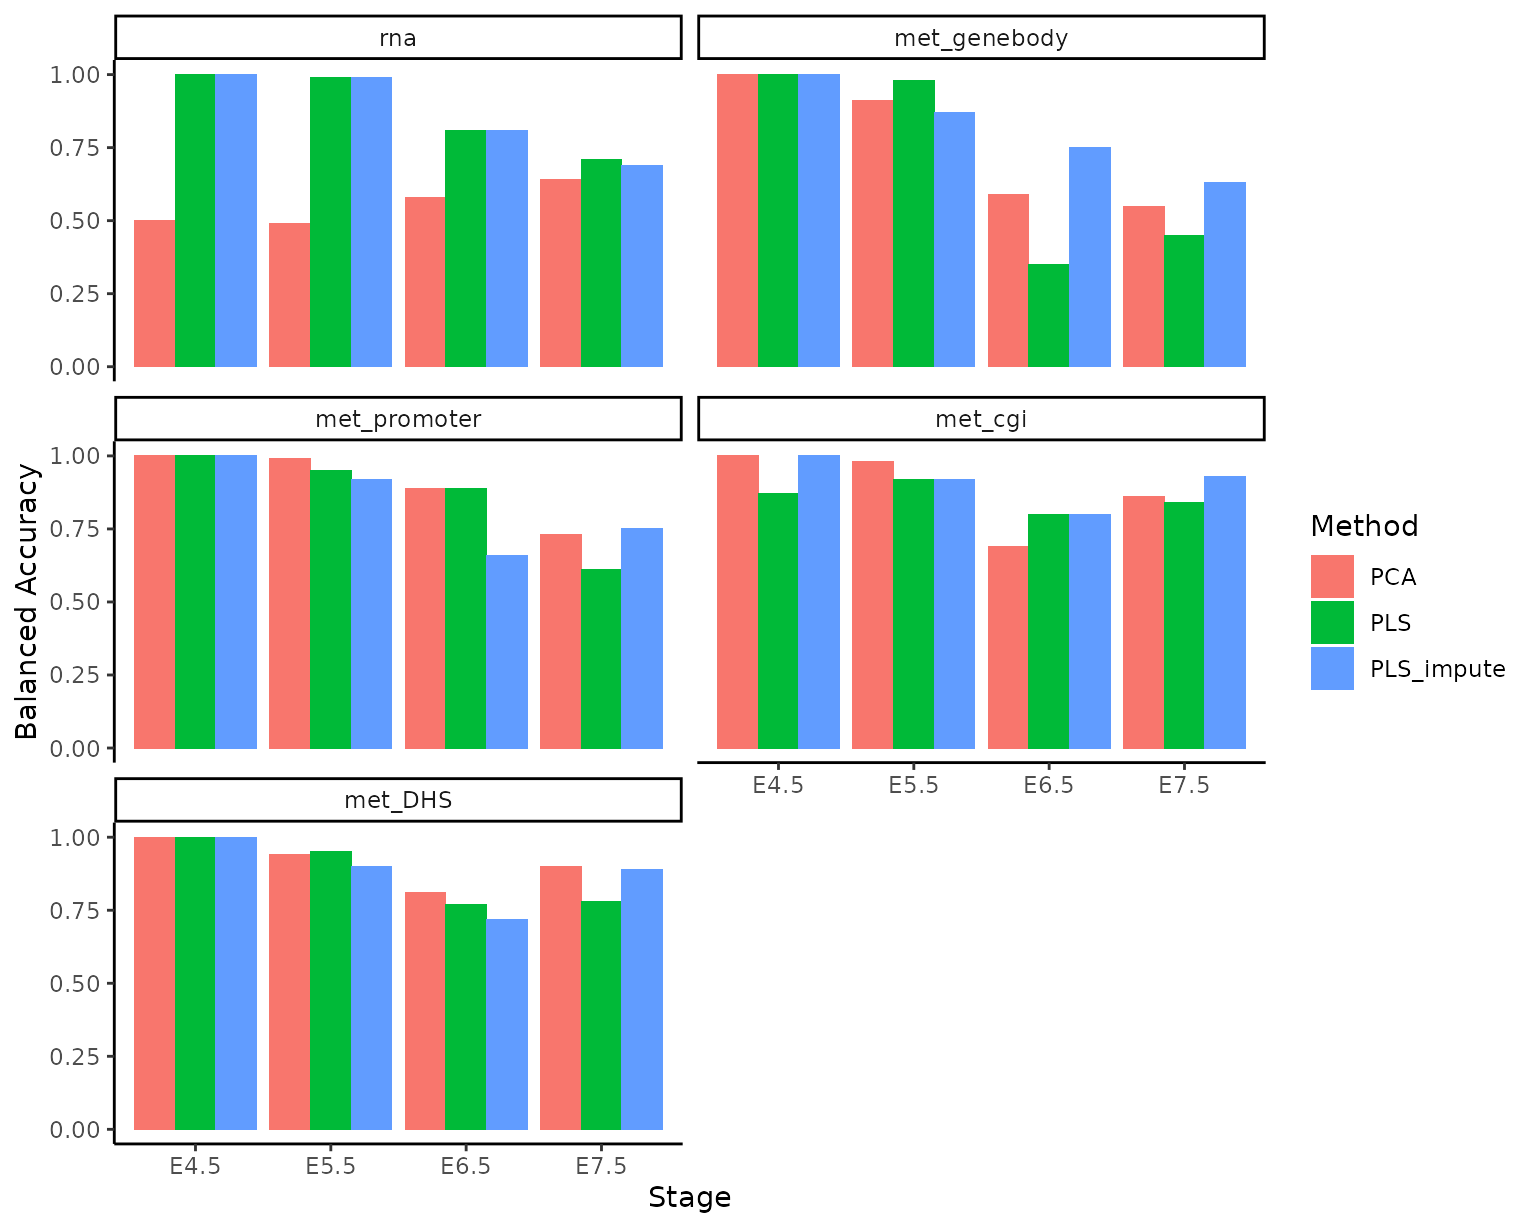 rna
met_genebody
1.00
0.75
0.50
0.25
0.00
met_promoter
met_cgi
1.00
0.75
0.50
0.25
0.00
E4.5 E5.5 E6.5 E7.5
met_DHS
1.00
0.75
0.50
0.25
0.00
E4.5 E5.5 E6.5 E7.5
Stage
Balanced Accuracy
Method
PCA
PLS
PLS_impute